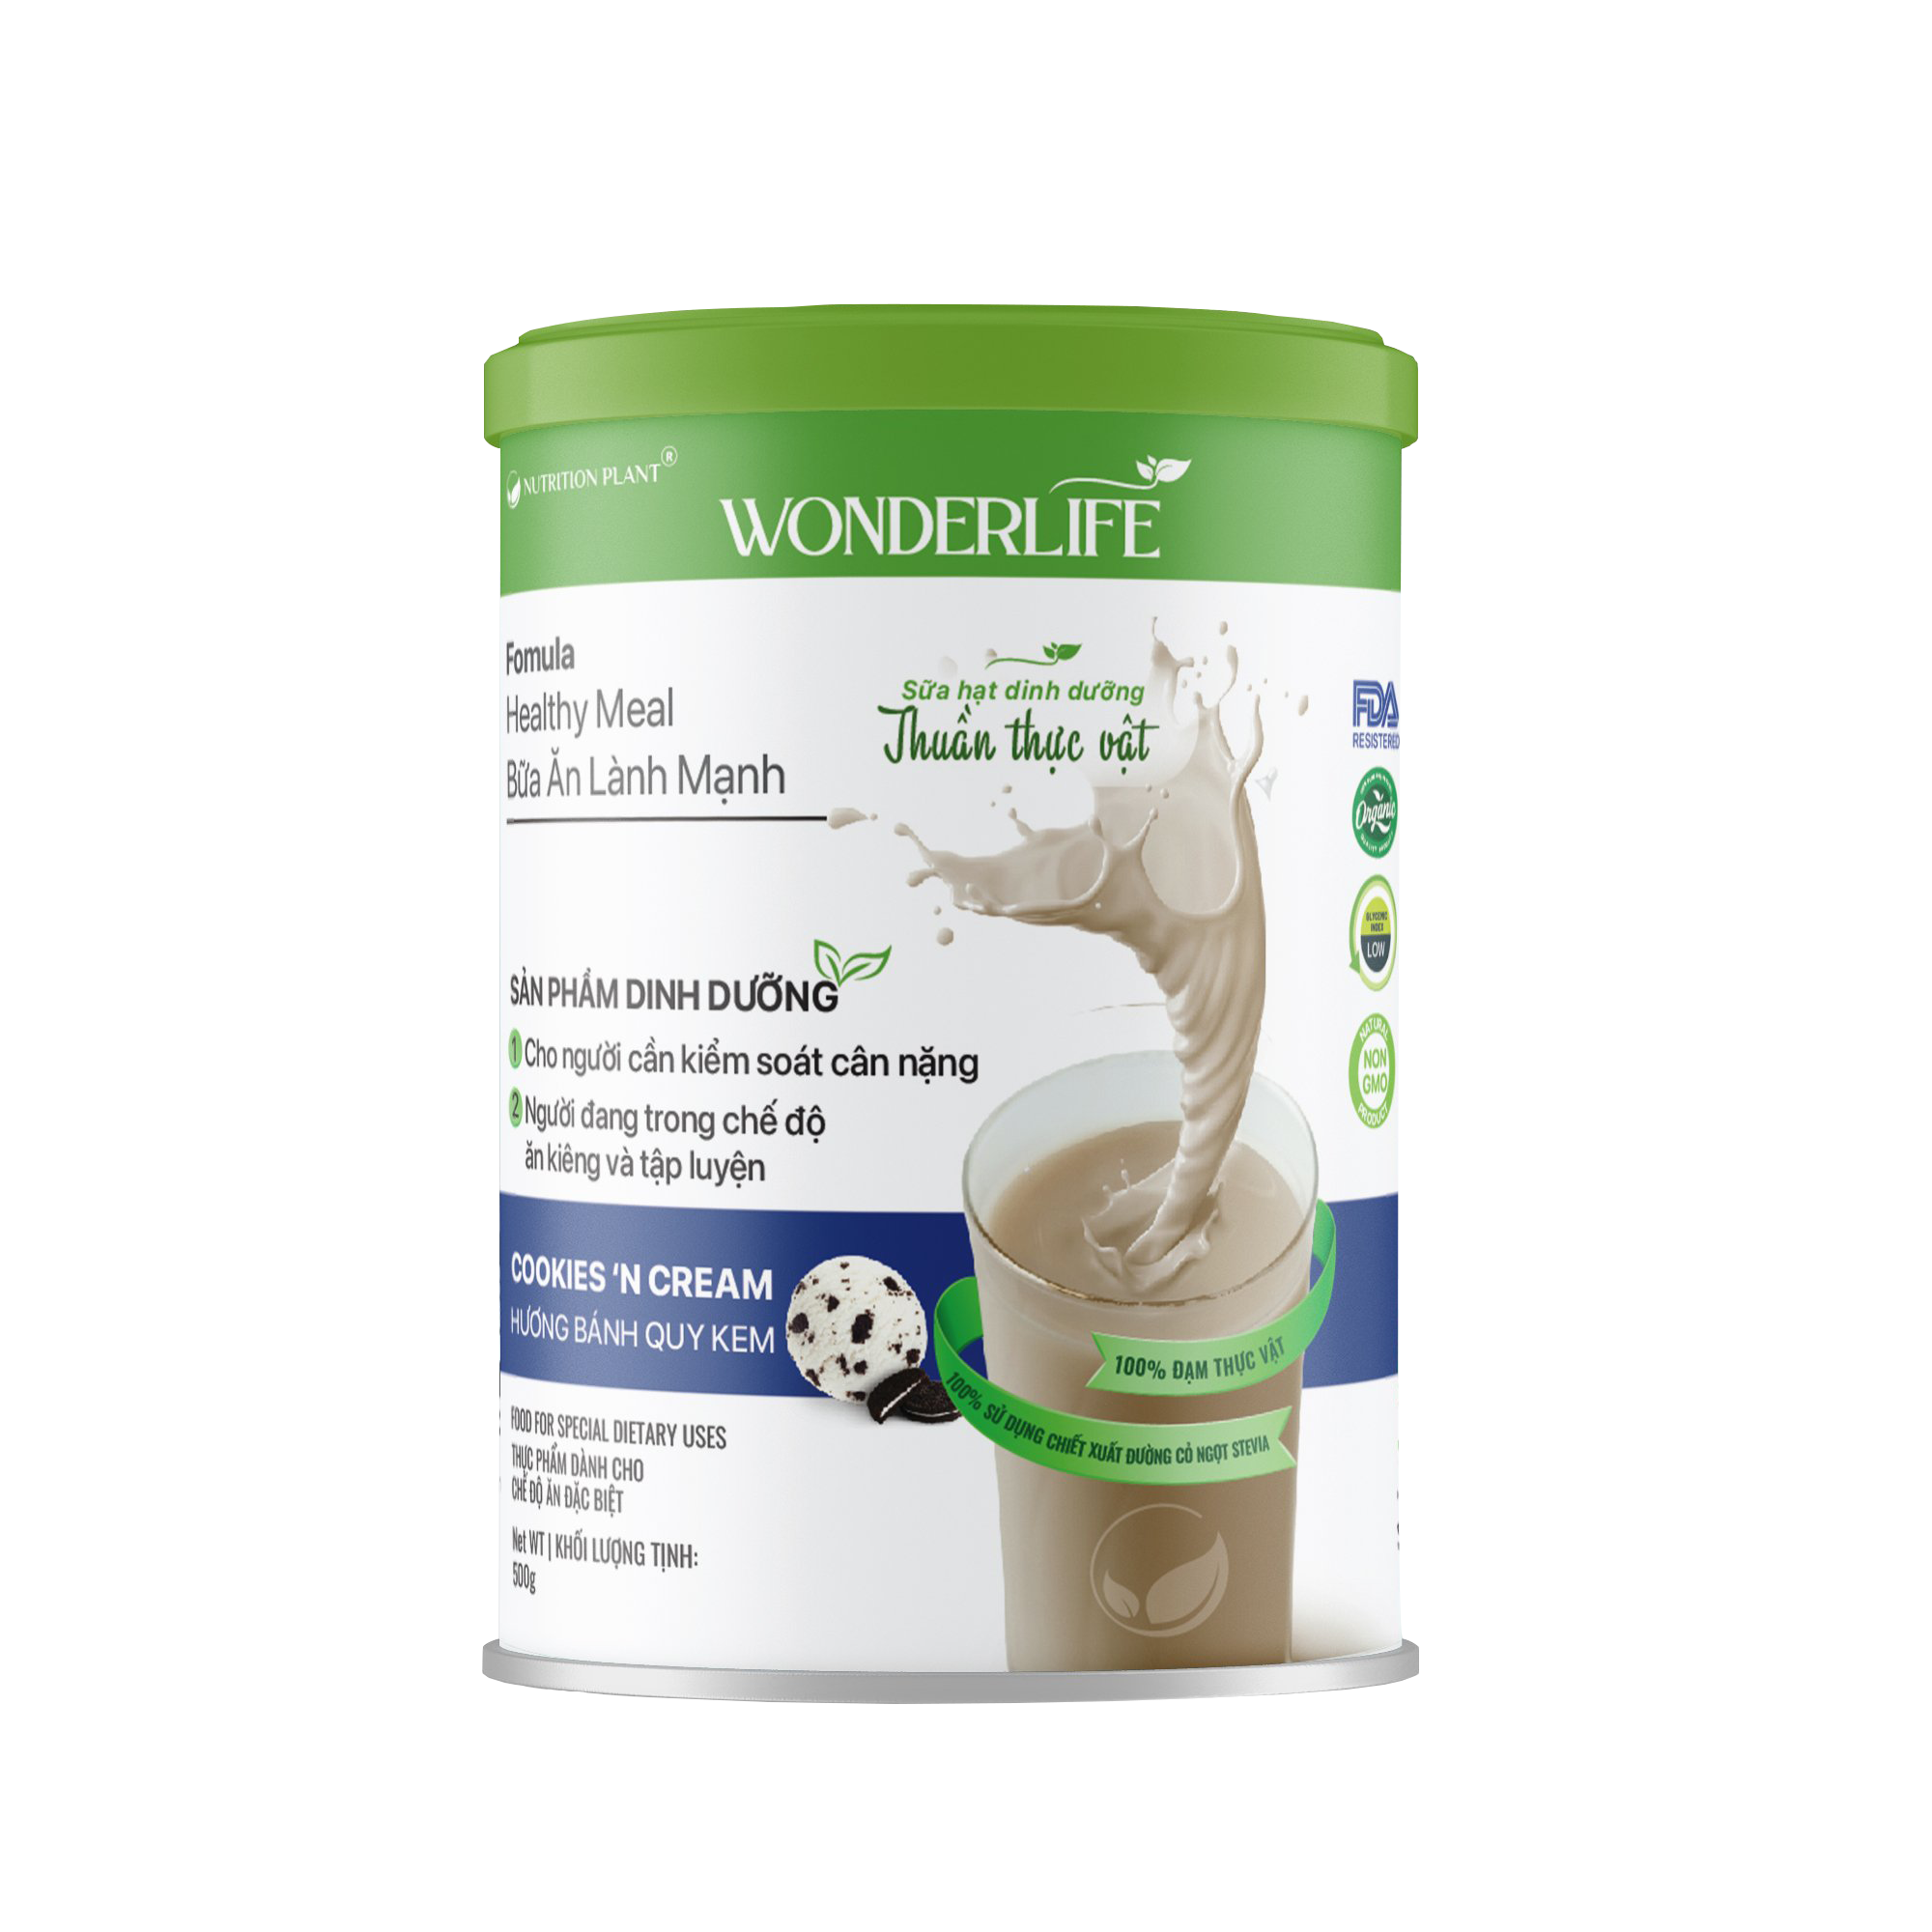 NUTRITION PLANT®
WONDERLIFE
Fomula
Healthy Meal
Bữa Ăn Lành Mạnh
Sữa hạt dinh dưỡng
Thuần thực vật
FDA
RESISTERED
Organic
GLYCEMIC
INDEX
LOW
NATURAL
NON
GMO
PRODUCT
SẢN PHẨM DINH DƯỠNG
1 Cho người cần kiểm soát cân nặng
2 Người đang trong chế độ
ăn kiêng và tập luyện
COOKIES ‘N CREAM
HƯƠNG BÁNH QUY KEM
100% ĐẠM THỰC VẬT
100% SỬ DỤNG CHIẾT XUẤT ĐƯỜNG CỎ NGỌT STEVIA
FOOD FOR SPECIAL DIETARY USES
THỰC PHẨM DÀNH CHO
CHẾ ĐỘ ĂN ĐẶC BIỆT
Net WT | KHỐI LƯỢNG TỊNH:
500g